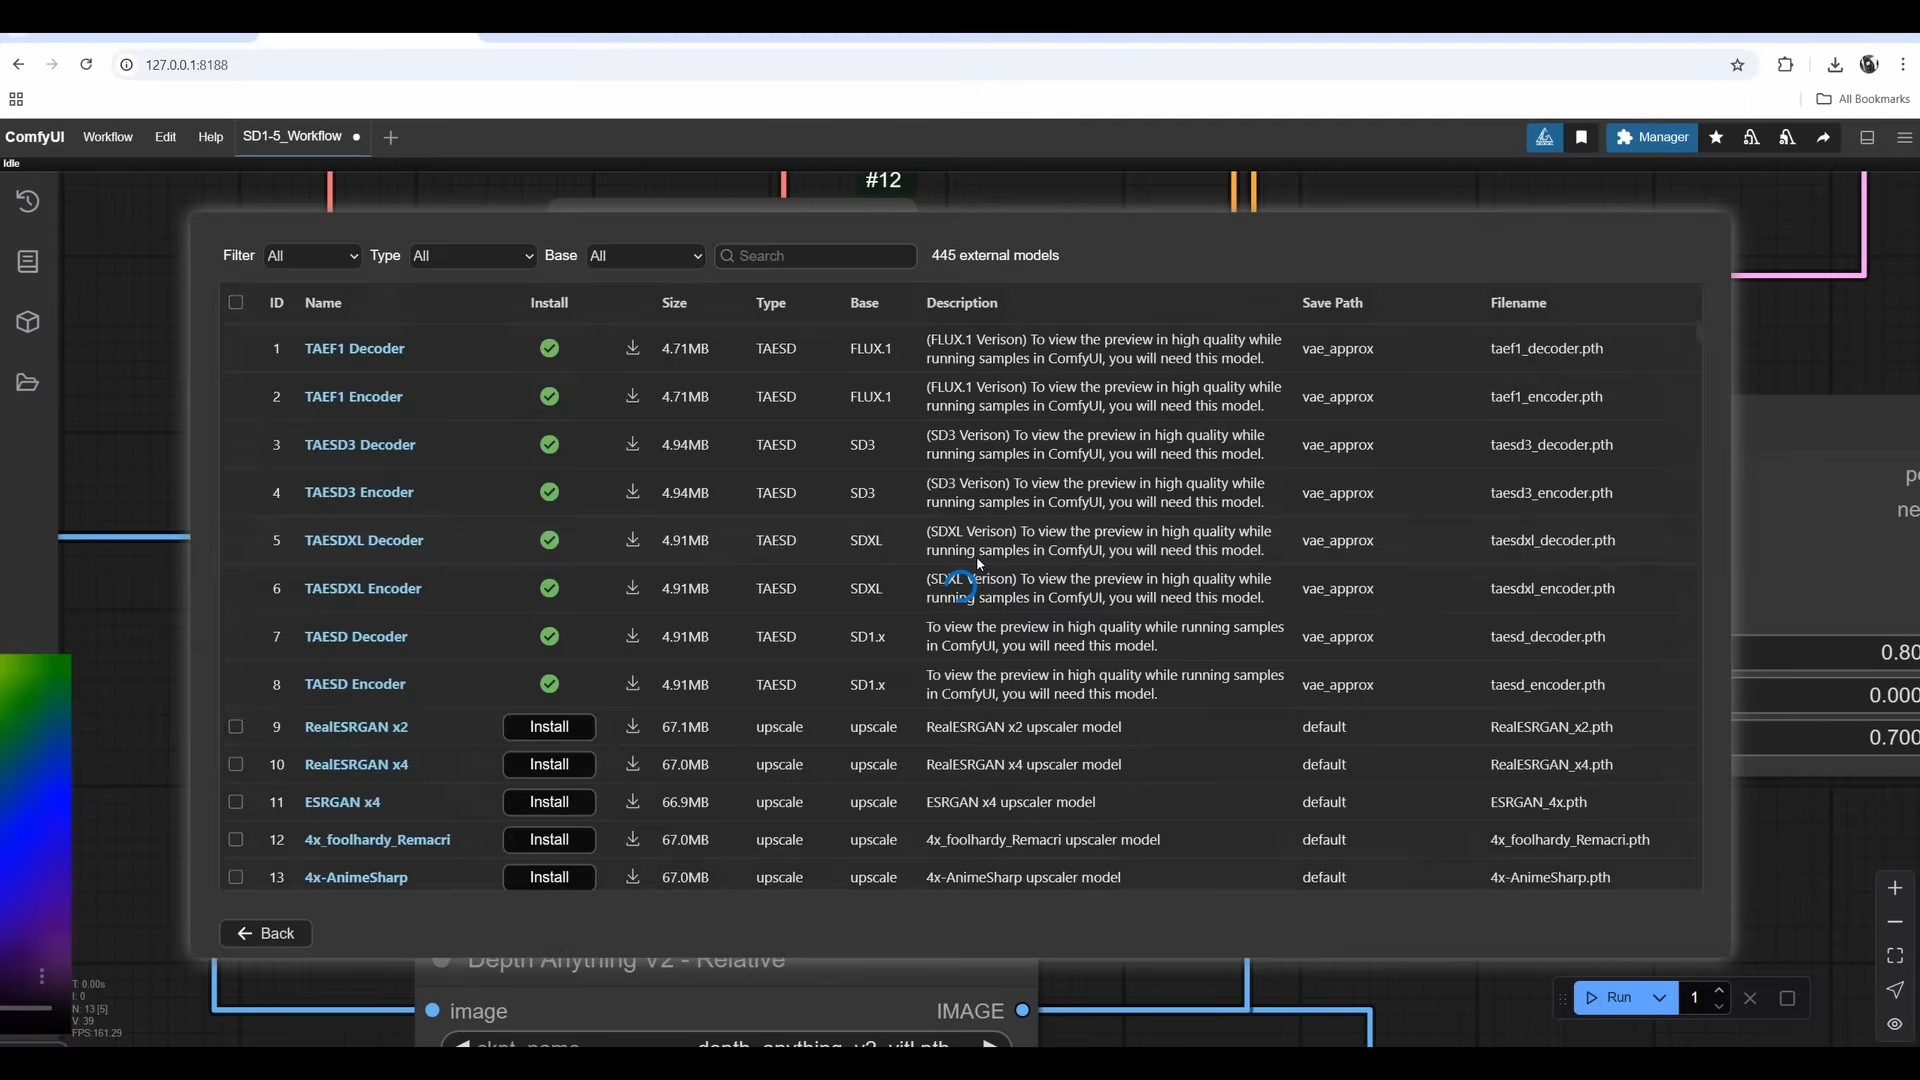 127.0.0.1:8188
All Bookmarks
ComfyUI Workflow Edit Help SD1-5_Workflow Manager
Idle
#12
Filter All Type All Base All Search 445 external models
ID Name Install Size Type Base Description Save Path Filename
1 TAEF1 Decoder 4.71MB TAESD FLUX.1 (FLUX.1 Verison) To view the preview in high quality while running samples in ComfyUI, you will need this model. vae_approx taef1_decoder.pth
2 TAEF1 Encoder 4.71MB TAESD FLUX.1 (FLUX.1 Verison) To view the preview in high quality while running samples in ComfyUI, you will need this model. vae_approx taef1_encoder.pth
3 TAESD3 Decoder 4.94MB TAESD SD3 (SD3 Verison) To view the preview in high quality while running samples in ComfyUI, you will need this model. vae_approx taesd3_decoder.pth
4 TAESD3 Encoder 4.94MB TAESD SD3 (SD3 Verison) To view the preview in high quality while running samples in ComfyUI, you will need this model. vae_approx taesd3_encoder.pth
5 TAESDXL Decoder 4.91MB TAESD SDXL (SDXL Verison) To view the preview in high quality while running samples in ComfyUI, you will need this model. vae_approx taesdxl_decoder.pth
6 TAESDXL Encoder 4.91MB TAESD SDXL (SDXL Verison) To view the preview in high quality while running samples in ComfyUI, you will need this model. vae_approx taesdxl_encoder.pth
7 TAESD Decoder 4.91MB TAESD SD1.x To view the preview in high quality while running samples in ComfyUI, you will need this model. vae_approx taesd_decoder.pth
8 TAESD Encoder 4.91MB TAESD SD1.x To view the preview in high quality while running samples in ComfyUI, you will need this model. vae_approx taesd_encoder.pth
9 RealESRGAN x2 Install 67.1MB upscale upscale RealESRGAN x2 upscaler model default RealESRGAN_x2.pth
10 RealESRGAN x4 Install 67.0MB upscale upscale RealESRGAN x4 upscaler model default RealESRGAN_x4.pth
11 ESRGAN x4 Install 66.9MB upscale upscale ESRGAN x4 upscaler model default ESRGAN_4x.pth
12 4x_foolhardy_Remacri Install 67.0MB upscale upscale 4x_foolhardy_Remacri upscaler model default 4x_foolhardy_Remacri.pth
13 4x-AnimeSharp Install 67.0MB upscale upscale 4x-AnimeSharp upscaler model default 4x-AnimeSharp.pth
po
ne
0.80
0.000
0.700
Back
Depth Anything V2 - Relative
T: 0.00s
I: 0
N: 13 [5]
V: 39
FPS:161.29
image IMAGE
Run 1
ckpt_name depth_anything_v2_vitl.pth